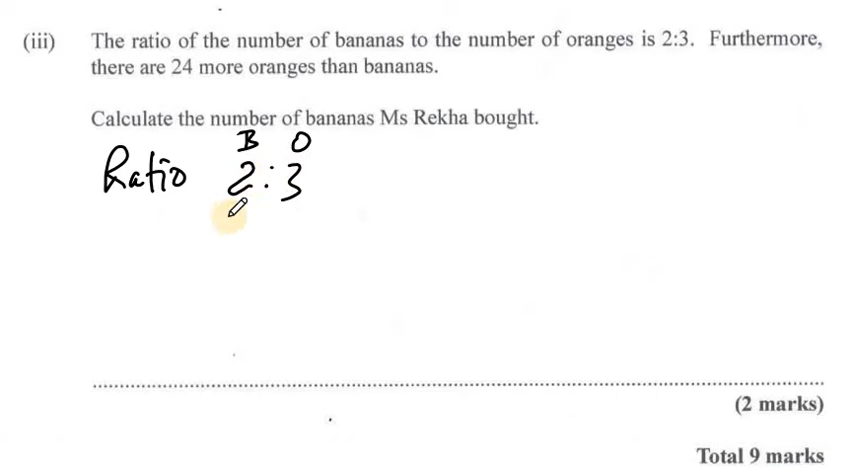 (iii) The ratio of the number of bananas to the number of oranges is 2:3. Furthermore,
there are 24 more oranges than bananas.
Calculate the number of bananas Ms Rekha bought.
B O
Ratio 2:3
(2 marks)
Total 9 marks